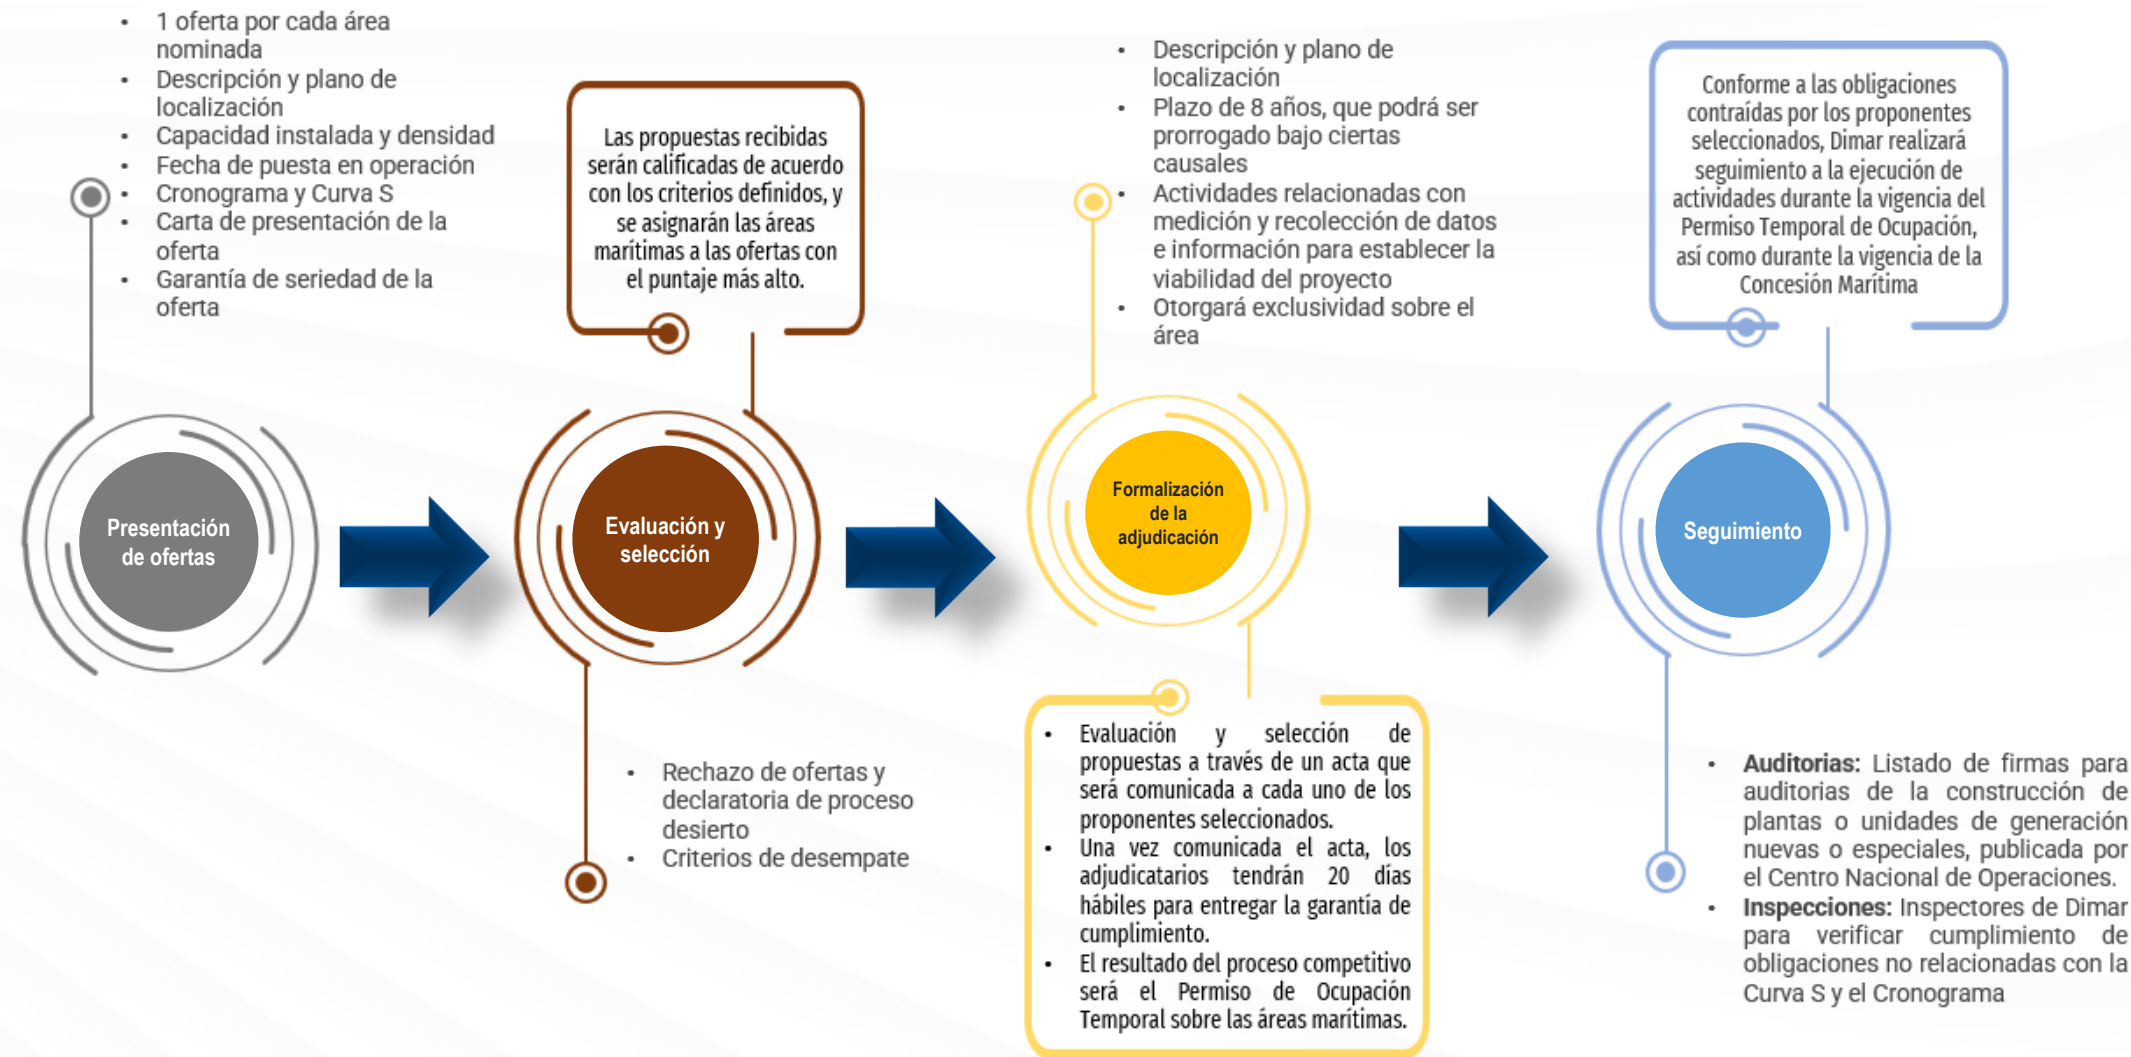 • 1 oferta por cada área
nominada
• Descripción y plano de
localización
• Capacidad instalada y densidad
• Fecha de puesta en operación
• Cronograma y Curva S
• Carta de presentación de la
oferta
• Garantía de seriedad de la
oferta
Presentación
de ofertas
Las propuestas recibidas
serán calificadas de acuerdo
con los criterios definidos, y
se asignarán las áreas
marítimas a las ofertas con
el puntaje más alto.
Evaluación y
selección
• Rechazo de ofertas y
declaratoria de proceso
desierto
• Criterios de desempate
• Descripción y plano de
localización
• Plazo de 8 años, que podrá ser
prorrogado bajo ciertas
causales
• Actividades relacionadas con
medición y recolección de datos
e información para establecer la
viabilidad del proyecto
• Otorgará exclusividad sobre el
área
Formalización
de la
adjudicación
• Evaluación y selección de
propuestas a través de un acta que
será comunicada a cada uno de los
proponentes seleccionados.
• Una vez comunicada el acta, los
adjudicatarios tendrán 20 días
hábiles para entregar la garantía de
cumplimiento.
• El resultado del proceso competitivo
será el Permiso de Ocupación
Temporal sobre las áreas marítimas.
Conforme a las obligaciones
contraídas por los proponentes
seleccionados, Dimar realizará
seguimiento a la ejecución de
actividades durante la vigencia del
Permiso Temporal de Ocupación,
así como durante la vigencia de la
Concesión Marítima
Seguimiento
• Auditorias: Listado de firmas para
auditorias de la construcción de
plantas o unidades de generación
nuevas o especiales, publicada por
el Centro Nacional de Operaciones.
• Inspecciones: Inspectores de Dimar
para verificar cumplimiento de
obligaciones no relacionadas con la
Curva S y el Cronograma